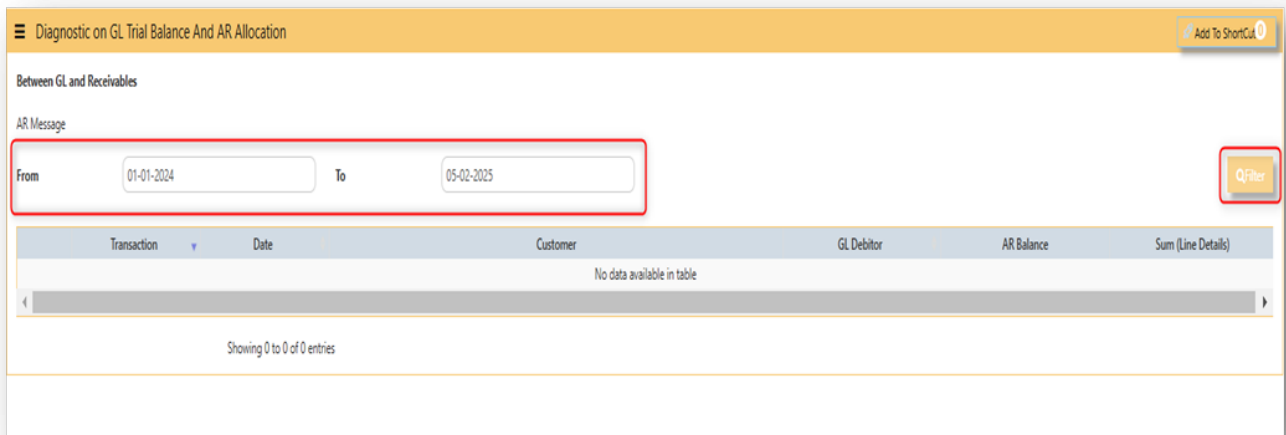 Diagnostic on GL Trial Balance And AR Allocation
Add To ShortCut 0
Between GL and Receivables
AR Message
From 01-01-2024 To 05-02-2025
Filter
Transaction Date Customer GL Debitor AR Balance Sum (Line Details)
No data available in table
Showing 0 to 0 of 0 entries